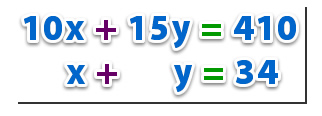 10x + 15y = 410
x + y = 34